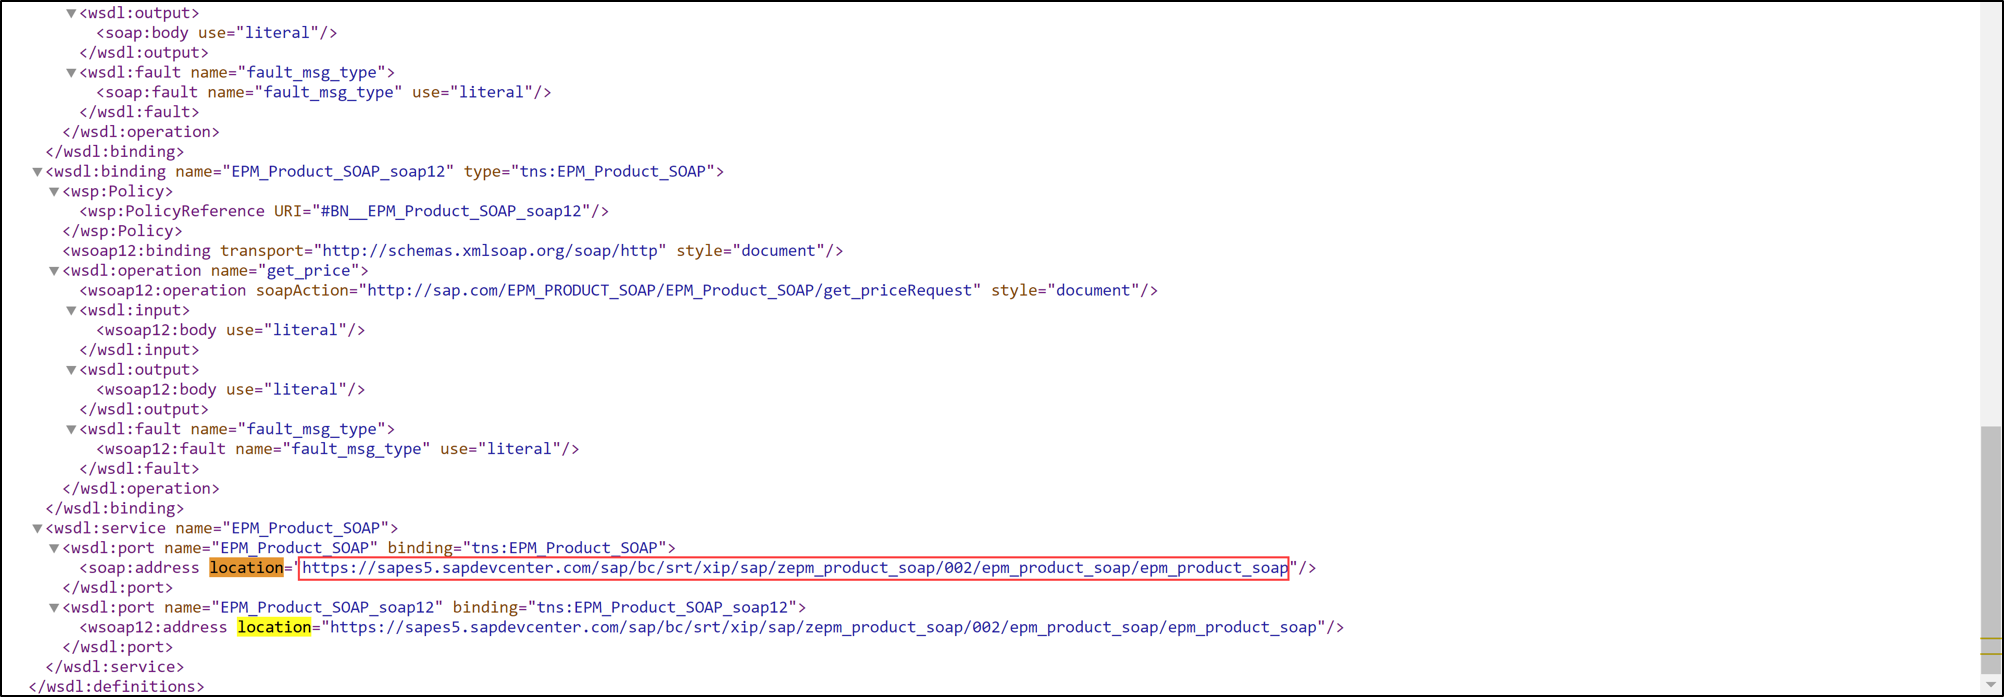 ▼<wsdl:output>
<soap:body use="literal"/>
</wsdl:output>
▼<wsdl:fault name="fault_msg_type">
<soap:fault name="fault_msg_type" use="literal"/>
</wsdl:fault>
</wsdl:operation>
</wsdl:binding>
▼<wsdl:binding name="EPM_Product_SOAP_soap12" type="tns:EPM_Product_SOAP">
▼<wsp:Policy>
<wsp:PolicyReference URI="#BN__EPM_Product_SOAP_soap12"/>
</wsp:Policy>
<wsoap12:binding transport="http://schemas.xmlsoap.org/soap/http" style="document"/>
▼<wsdl:operation name="get_price">
<wsoap12:operation soapAction="http://sap.com/EPM_PRODUCT_SOAP/EPM_Product_SOAP/get_priceRequest" style="document"/>
▼<wsdl:input>
<wsoap12:body use="literal"/>
</wsdl:input>
▼<wsdl:output>
<wsoap12:body use="literal"/>
</wsdl:output>
▼<wsdl:fault name="fault_msg_type">
<wsoap12:fault name="fault_msg_type" use="literal"/>
</wsdl:fault>
</wsdl:operation>
</wsdl:binding>
▼<wsdl:service name="EPM_Product_SOAP">
▼<wsdl:port name="EPM_Product_SOAP" binding="tns:EPM_Product_SOAP">
<soap:address location="https://sapes5.sapdevcenter.com/sap/bc/srt/xip/sap/zepm_product_soap/002/epm_product_soap/epm_product_soap"/>
</wsdl:port>
▼<wsdl:port name="EPM_Product_SOAP_soap12" binding="tns:EPM_Product_SOAP_soap12">
<wsoap12:address location="https://sapes5.sapdevcenter.com/sap/bc/srt/xip/sap/zepm_product_soap/002/epm_product_soap/epm_product_soap"/>
</wsdl:port>
</wsdl:service>
</wsdl:definitions>